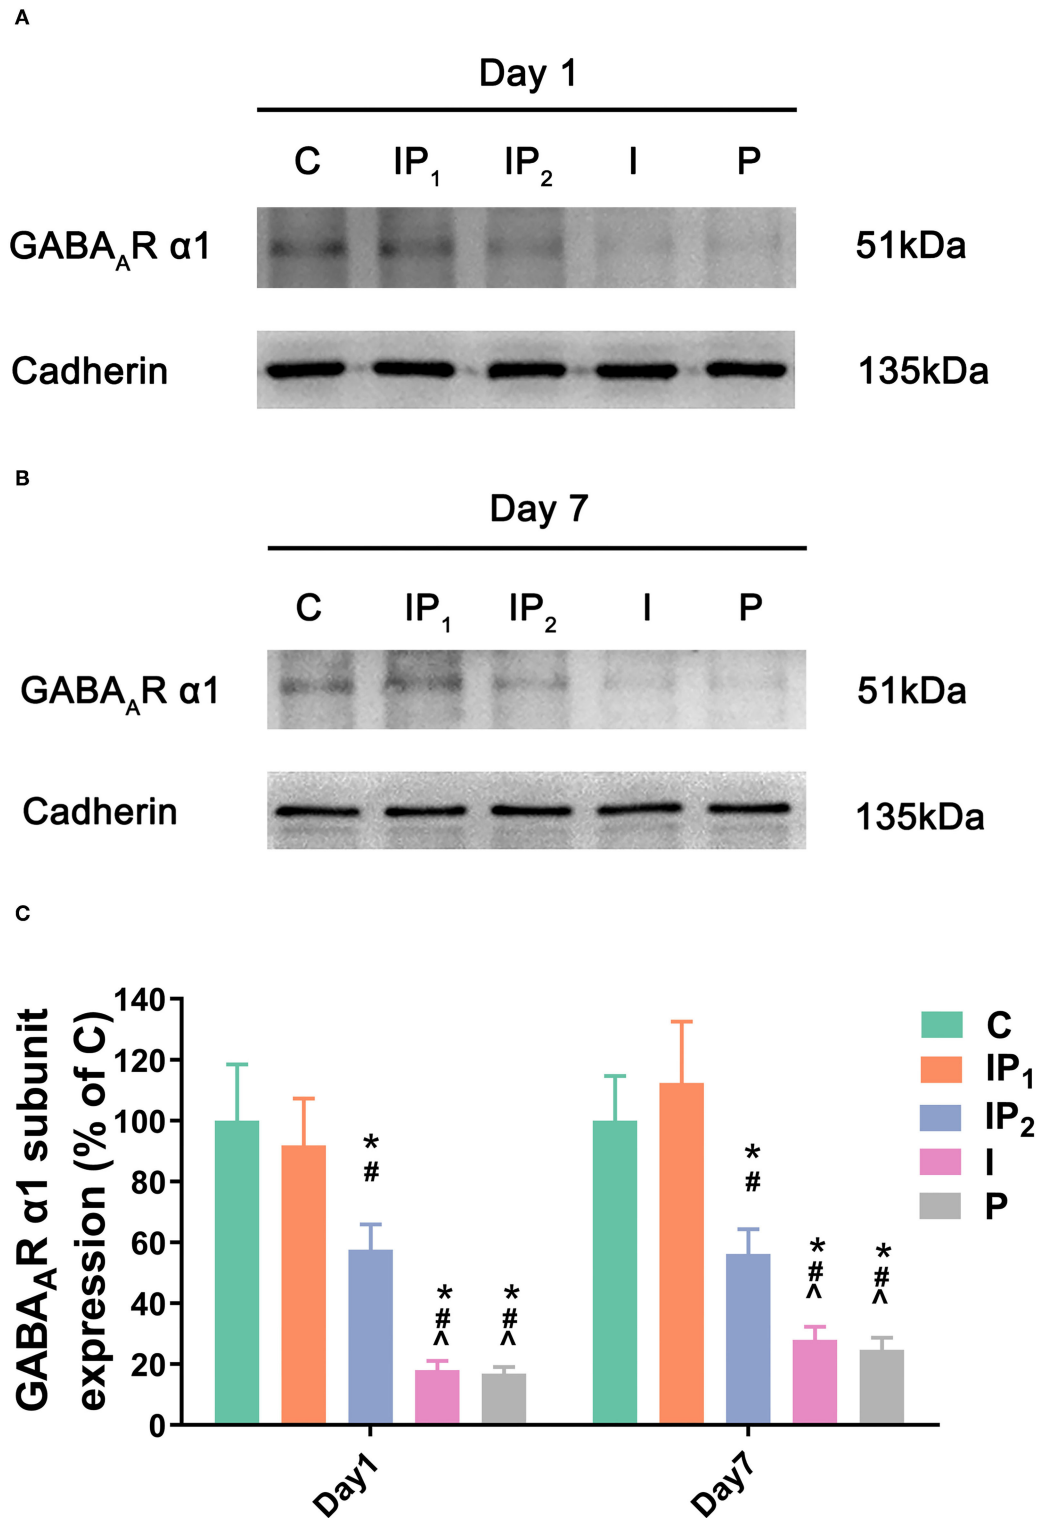 A
Day 1
C IP1 IP2 I P
GABAAR α1 51kDa
Cadherin 135kDa
B
Day 7
C IP1 IP2 I P
GABAAR α1 51kDa
Cadherin 135kDa
C
GABAAR α1 subunit
expression (% of C)
140
120
100
80
60
40
20
0
*
#
*
#
^
*
#
^
*
#
*
#
^
*
#
^
Day1
Day7
C
IP1
IP2
I
P